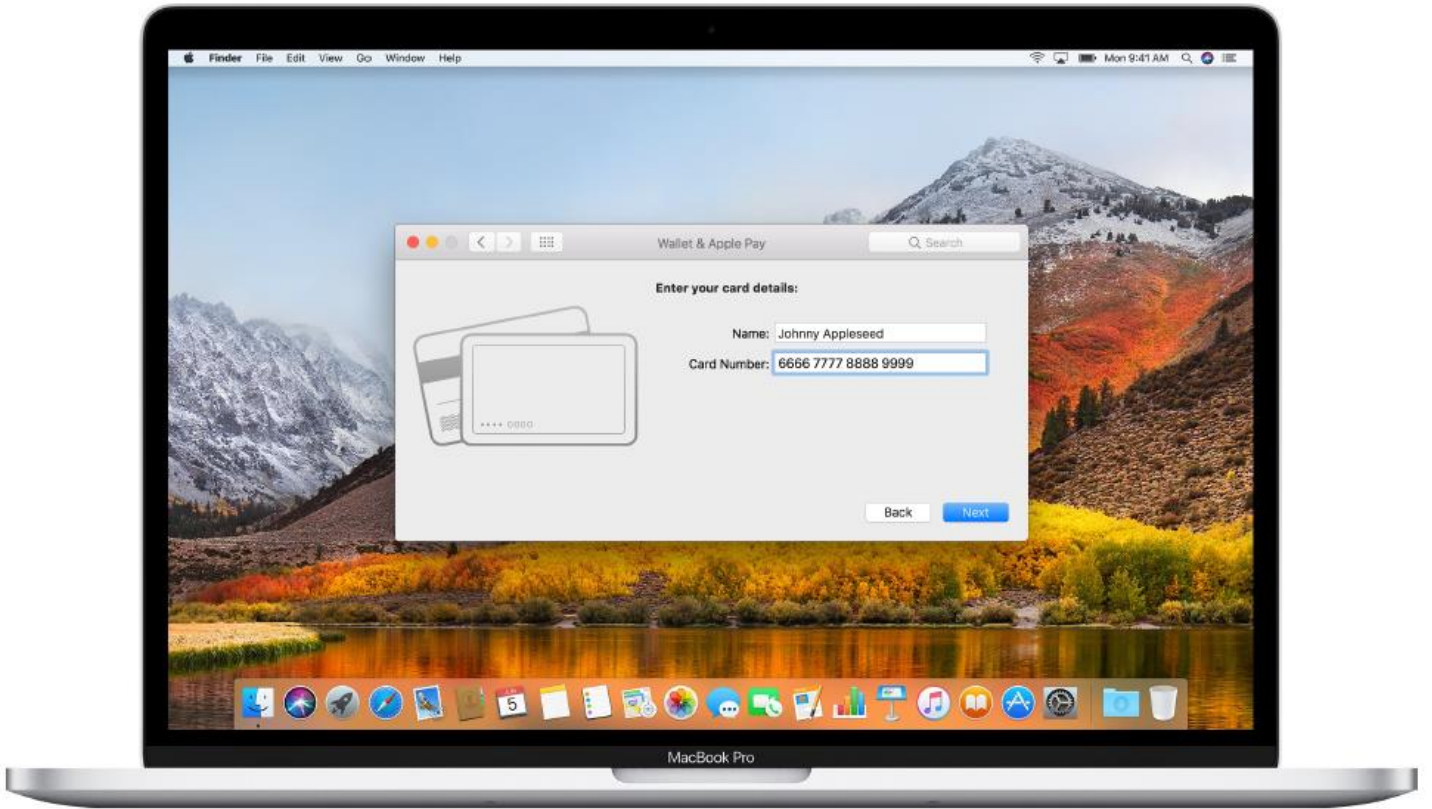 Finder File Edit View Go Window Help Mon 9:41 AM
Wallet & Apple Pay Search
Enter your card details:
Name: Johnny Appleseed
Card Number: 6666 7777 8888 9999
•••• 0000
Back Next
5
MacBook Pro